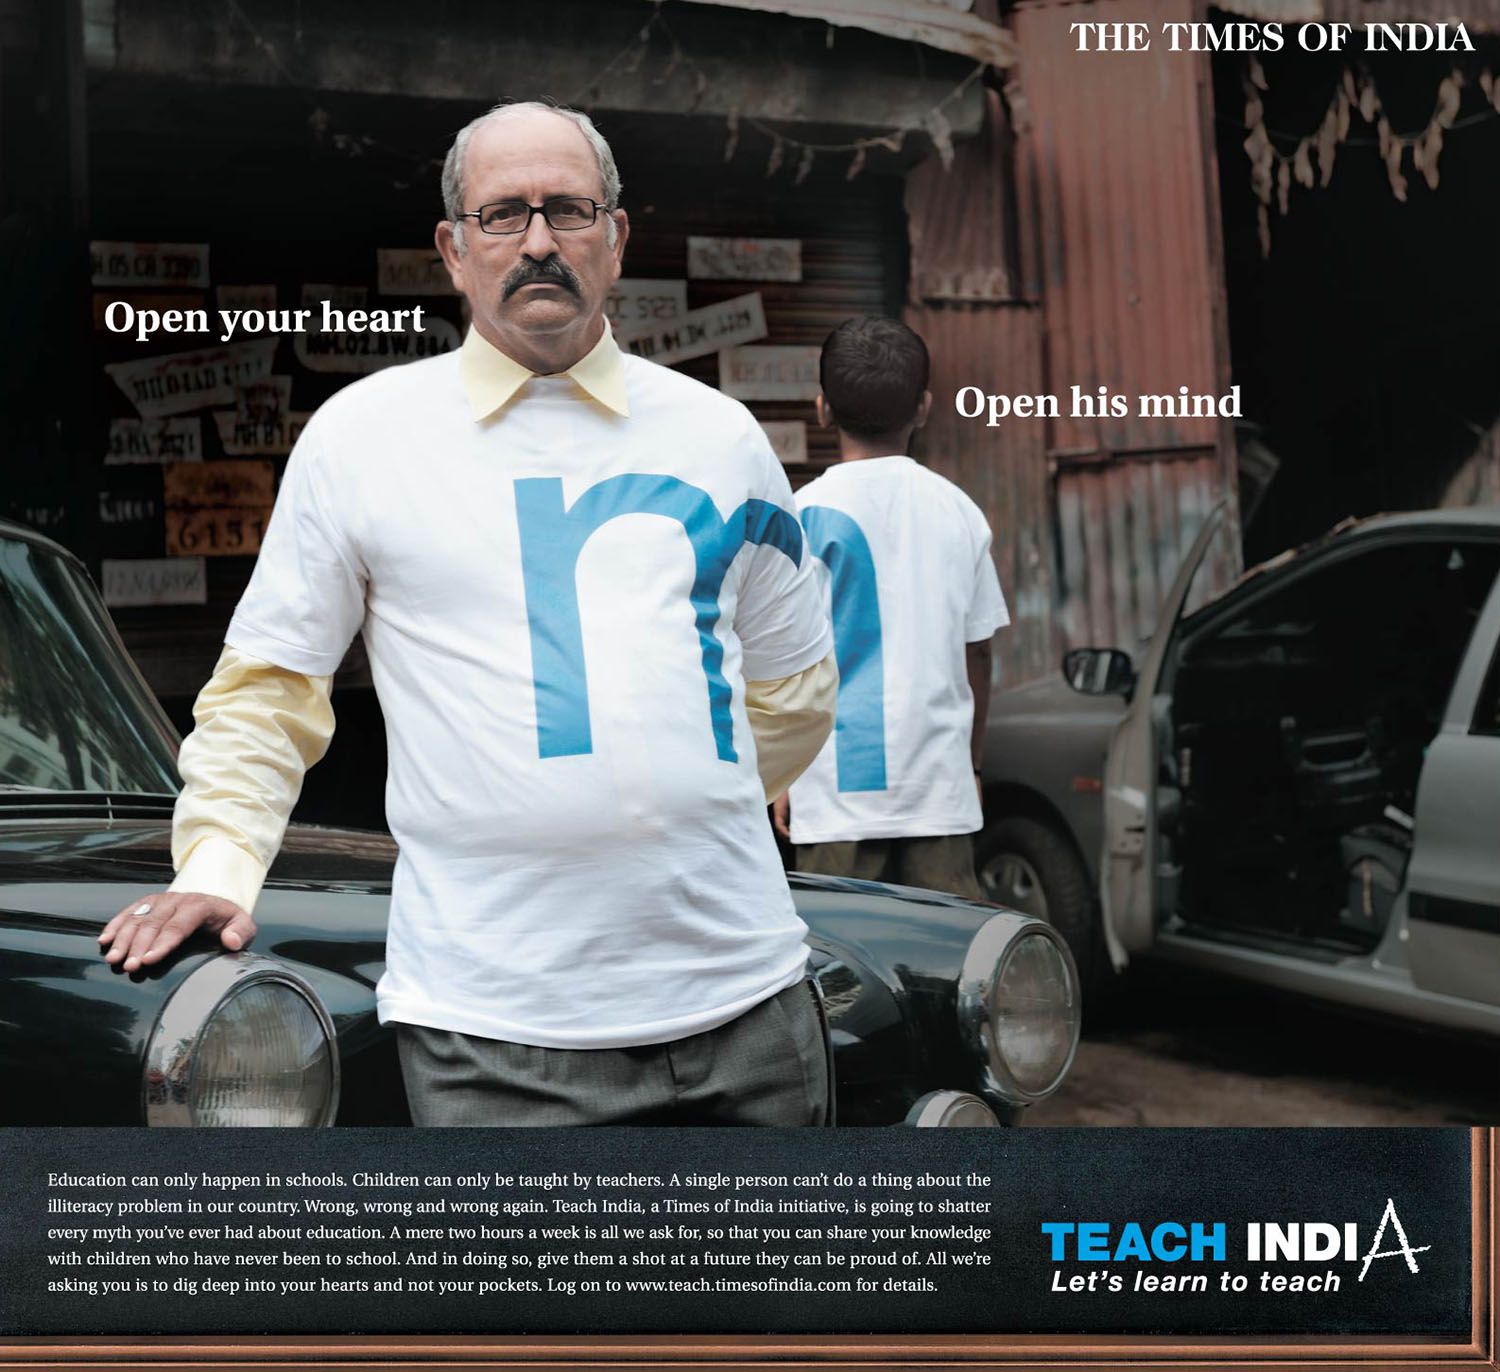 THE TIMES OF INDIA
Open your heart
Open his mind
m
6151
Education can only happen in schools. Children can only be taught by teachers. A single person can't do a thing about the
illiteracy problem in our country. Wrong, wrong and wrong again. Teach India, a Times of India initiative, is going to shatter
every myth you've ever had about education. A mere two hours a week is all we ask for, so that you can share your knowledge
with children who have never been to school. And in doing so, give them a shot at a future they can be proud of. All we're
asking you is to dig deep into your hearts and not your pockets. Log on to www.teach.timesofindia.com for details.
TEACH INDIA
Let's learn to teach